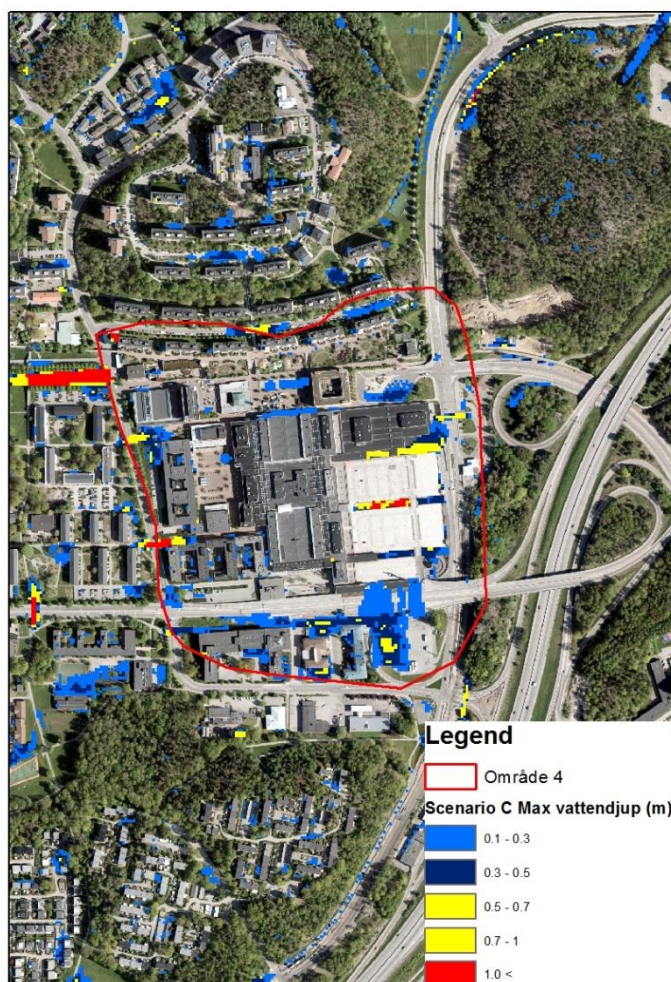 Legend
Område 4
Scenario C Max vattendjup (m)
0.1 - 0.3
0.3 - 0.5
0.5 - 0.7
0.7 - 1
1.0 <